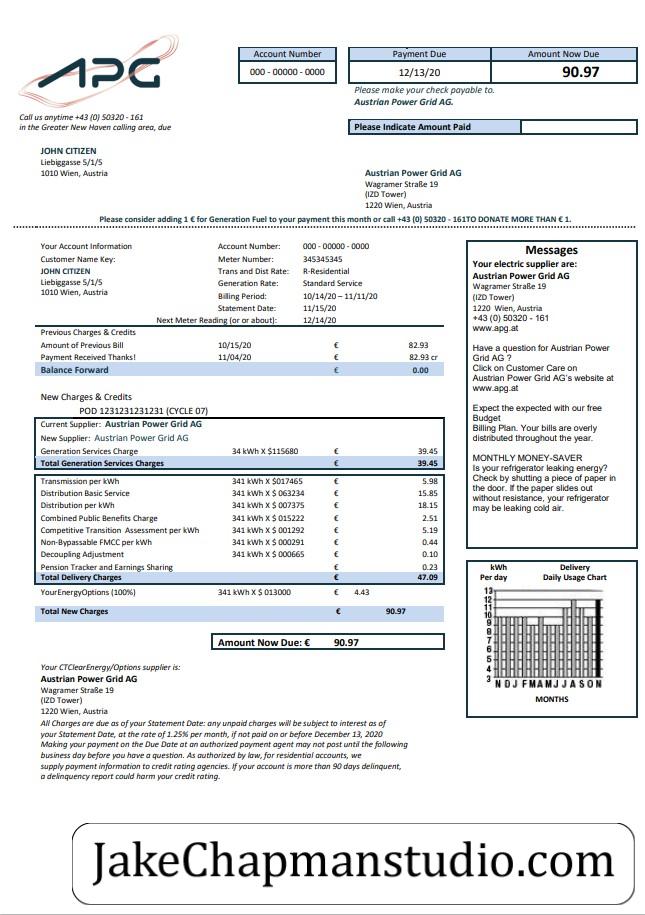 APG
Account Number
000 - 00000 - 0000
Payment Due Amount Now Due
12/13/20 90.97
Please make your check payable to.
Austrian Power Grid AG.
Call us anytime +43 (0) 50320 - 161
in the Greater New Haven calling area, due
Please Indicate Amount Paid
JOHN CITIZEN
Liebiggasse 5/1/5
1010 Wien, Austria
Austrian Power Grid AG
Wagramer Straße 19
(IZD Tower)
1220 Wien, Austria
Please consider adding 1 € for Generation Fuel to your payment this month or call +43 (0) 50320 - 161TO DONATE MORE THAN € 1.
Your Account Information
Customer Name Key:
JOHN CITIZEN
Liebiggasse 5/1/5
1010 Wien, Austria
Account Number: 000 - 00000 - 0000
Meter Number: 345345345
Trans and Dist Rate: R-Residential
Generation Rate: Standard Service
Billing Period: 10/14/20 – 11/11/20
Statement Date: 11/15/20
Next Meter Reading (or or about): 12/14/20
Previous Charges & Credits
Amount of Previous Bill 10/15/20 € 82.93
Payment Received Thanks! 11/04/20 € 82.93 cr
Balance Forward € 0.00
New Charges & Credits
POD 1231231231231 (CYCLE 07)
Current Supplier: Austrian Power Grid AG
New Supplier: Austrian Power Grid AG
Generation Services Charge 34 kWh X $115680 € 39.45
Total Generation Services Charges € 39.45
Transmission per kWh 341 kWh X $017465 € 5.98
Distribution Basic Service 341 kWh X $ 063234 € 15.85
Distribution per kWh 341 kWh X $ 007375 € 18.15
Combined Public Benefits Charge 341 kWh X $ 015222 € 2.51
Competitive Transition Assessment per kWh 341 kWh X $ 001292 € 5.19
Non-Bypassable FMCC per kWh 341 kWh X $ 000291 € 0.44
Decoupling Adjustment 341 kWh X $ 000665 € 0.10
Pension Tracker and Earnings Sharing € 0.23
Total Delivery Charges € 47.09
YourEnergyOptions (100%) 341 kWh X $ 013000 € 4.43
Total New Charges € 90.97
Amount Now Due: € 90.97
Your CTClearEnergy/Options supplier is:
Austrian Power Grid AG
Wagramer Straße 19
(IZD Tower)
1220 Wien, Austria
All Charges are due as of your Statement Date: any unpaid charges will be subject to interest as of
your Statement Date, at the rate of 1.25% per month, if not paid on or before December 13, 2020
Making your payment on the Due Date at an authorized payment agent may not post until the following
business day before you have a question. As authorized by law, for residential accounts, we
supply payment information to credit rating agencies. If your account is more than 90 days delinquent,
a delinquency report could harm your credit rating.
Messages
Your electric supplier are:
Austrian Power Grid AG
Wagramer Straße 19
(IZD Tower)
1220 Wien, Austria
+43 (0) 50320 - 161
www.apg.at
Have a question for Austrian Power
Grid AG ?
Click on Customer Care on
Austrian Power Grid AG's website at
www.apg.at
Expect the expected with our free
Budget
Billing Plan. Your bills are overly
distributed throughout the year.
MONTHLY MONEY-SAVER
Is your refrigerator leaking energy?
Check by shutting a piece of paper in
the door. If the paper slides out
without resistance, your refrigerator
may be leaking cold air.
kWh Delivery
Per day Daily Usage Chart
13
12
11
10
9
8
7
6
5
4
3
N D J F M A M J J A S O N
MONTHS
JakeChapmanstudio.com